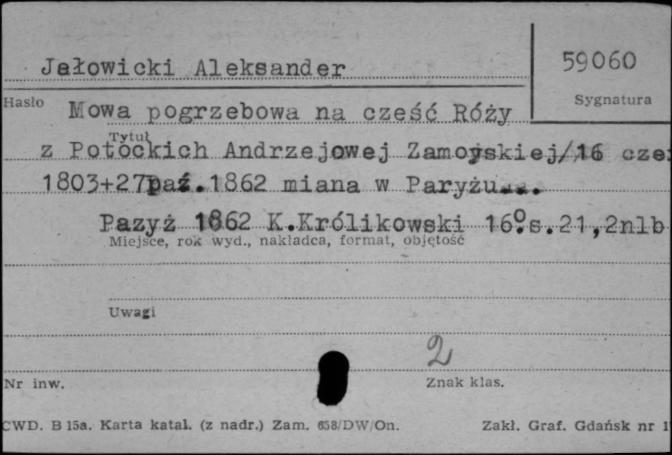 Jełowicki Aleksander
59060
Hasło
Sygnatura
Mowa pogrzebowa na cześć Róży
Tytuł
z Potockich Andrzejowej Zamoyskiej/16 cze
1803+27paź.1862 miana w Paryżu...
Pazyż 1862 K.Królikowski 16°.s.21,2nlb
Miejsce, rok wyd., nakładca, format, objętość
Uwagi
2
Nr inw.
Znak klas.
CWD. B 15a. Karta katal. (z nadr.) Zam. 658/DW/On.
Zakł. Graf. Gdańsk nr 1